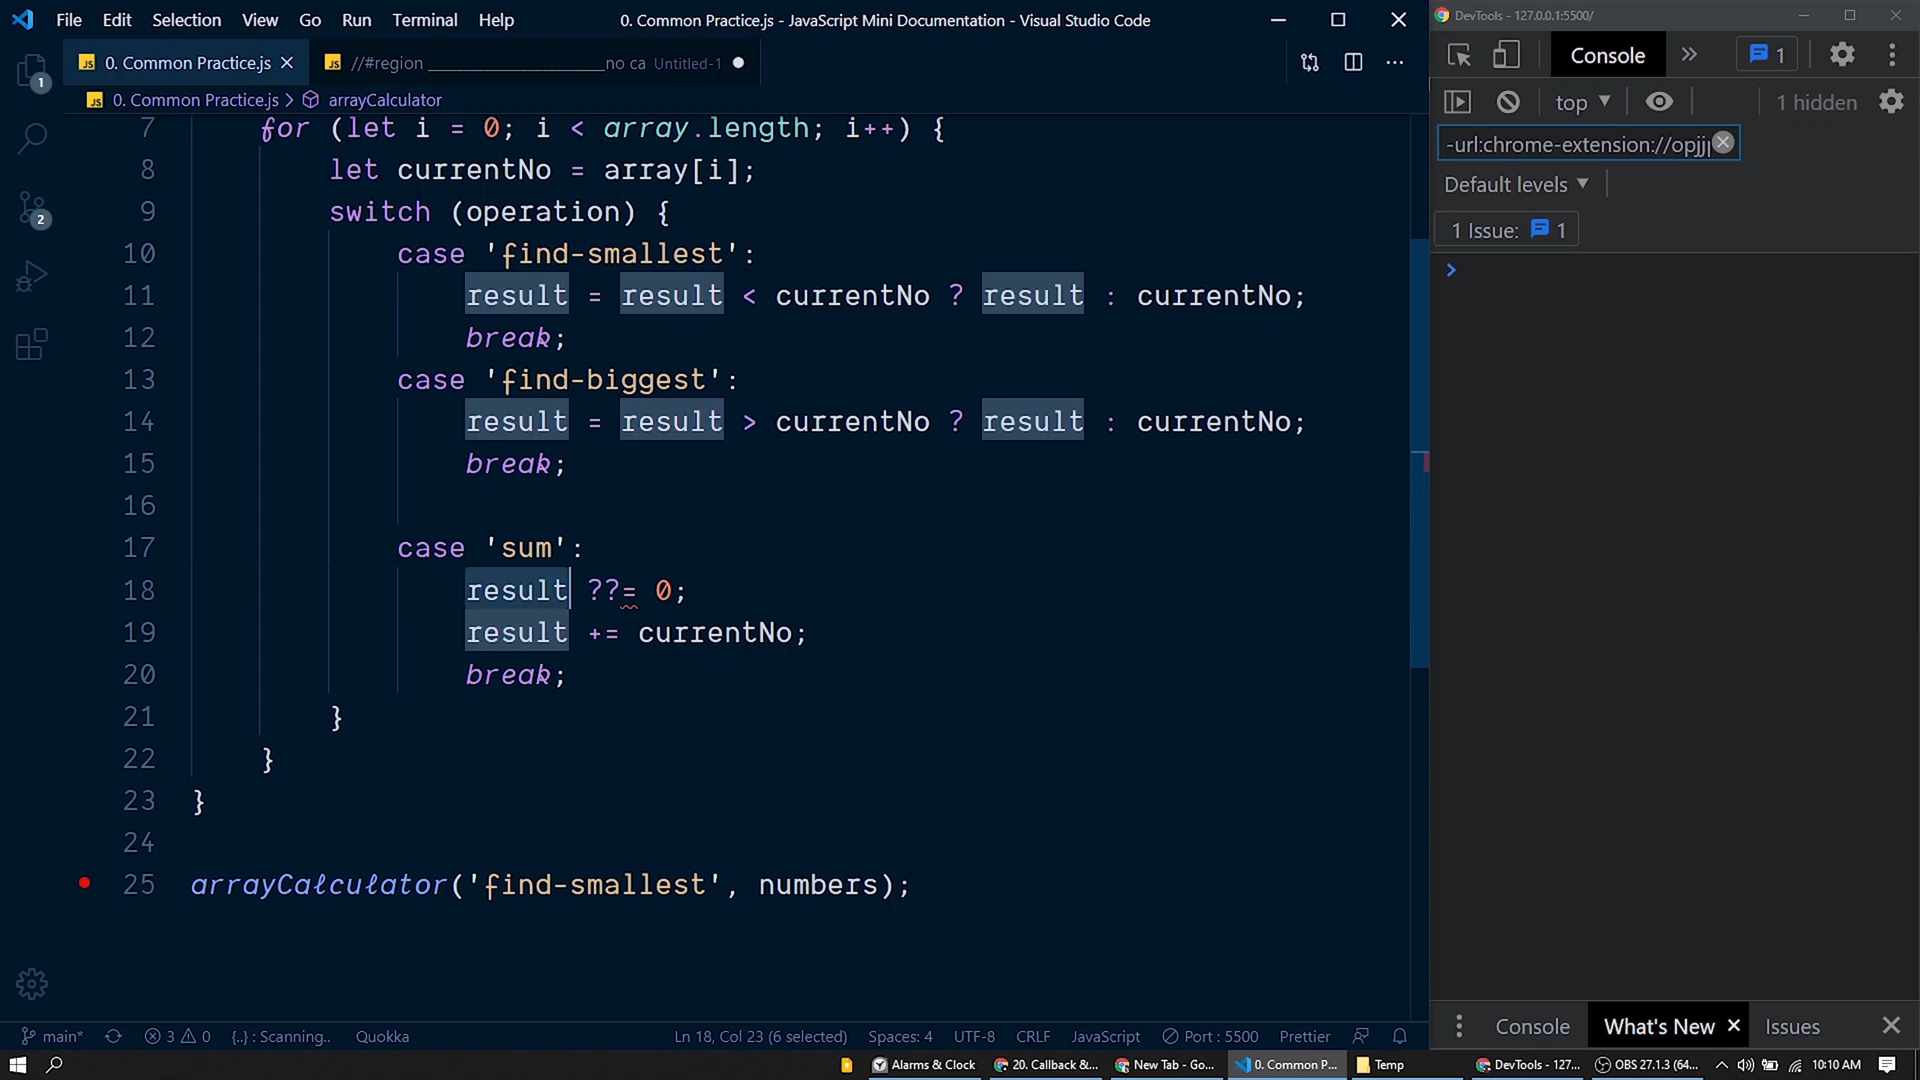 File Edit Selection View Go Run Terminal Help 0. Common Practice.js - JavaScript Mini Documentation - Visual Studio Code
JS 0. Common Practice.js JS //#region ______________________no ca Untitled-1
JS 0. Common Practice.js > arrayCalculator
7 for (let i = 0; i < array.length; i++) {
8 let currentNo = array[i];
9 switch (operation) {
10 case 'find-smallest':
11 result = result < currentNo ? result : currentNo;
12 break;
13 case 'find-biggest':
14 result = result > currentNo ? result : currentNo;
15 break;
16
17 case 'sum':
18 result ??= 0;
19 result += currentNo;
20 break;
21 }
22 }
23 }
24
25 arrayCalculator('find-smallest', numbers);
1
2
main* 3 0 {..} : Scanning.. Quokka Ln 18, Col 23 (6 selected) Spaces: 4 UTF-8 CRLF JavaScript Port : 5500 Prettier
DevTools - 127.0.0.1:5500/
Console 1
top 1 hidden
-url:chrome-extension://opjj
Default levels
1 Issue: 1
Console What's New Issues
Alarms & Clock 20. Callback &... New Tab - Go... 0. Common P... Temp DevTools - 127... OBS 27.1.3 (64... 10:10 AM